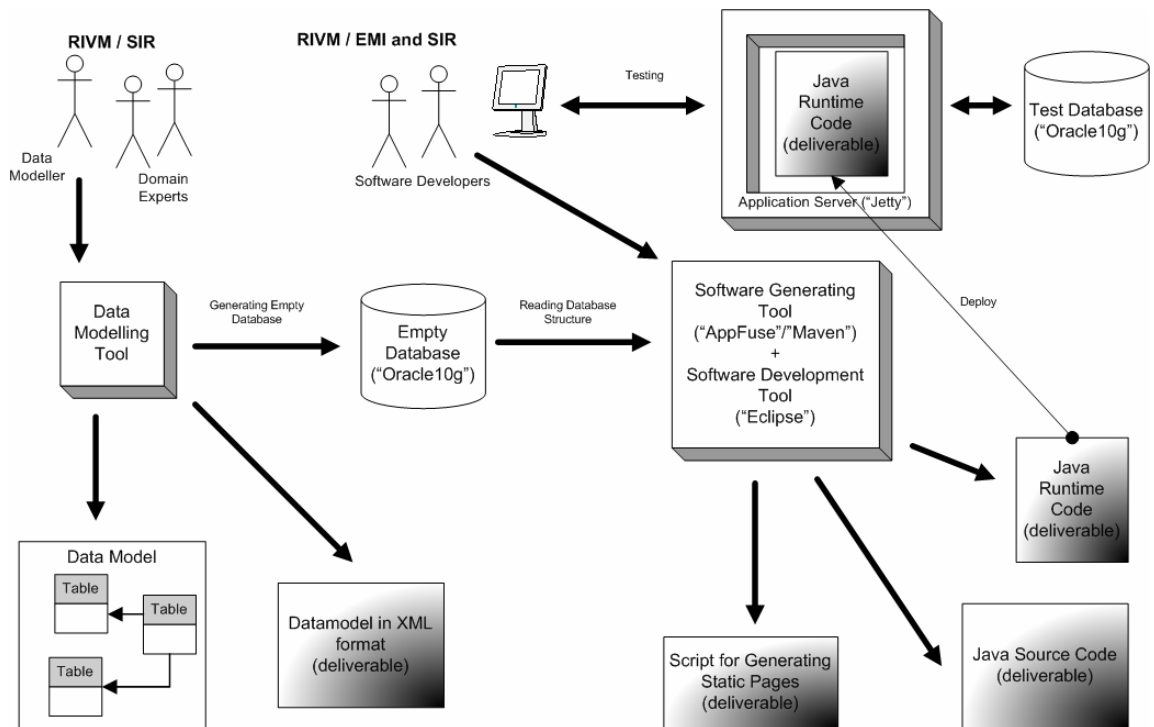 RIVM / SIR
RIVM / EMI and SIR
Data
Modeller
Domain
Experts
Software Developers
Testing
Java
Runtime
Code
(deliverable)
Application Server (“Jetty”)
Test Database
(“Oracle10g”)
Data
Modelling
Tool
Generating Empty
Database
Empty
Database
(“Oracle10g”)
Reading Database
Structure
Software Generating
Tool
(“AppFuse”/”Maven”)
+
Software Development
Tool
(“Eclipse”)
Deploy
Java
Runtime
Code
(deliverable)
Data Model
Table
Table
Table
Datamodel in XML
format
(deliverable)
Script for Generating
Static Pages
(deliverable)
Java Source Code
(deliverable)